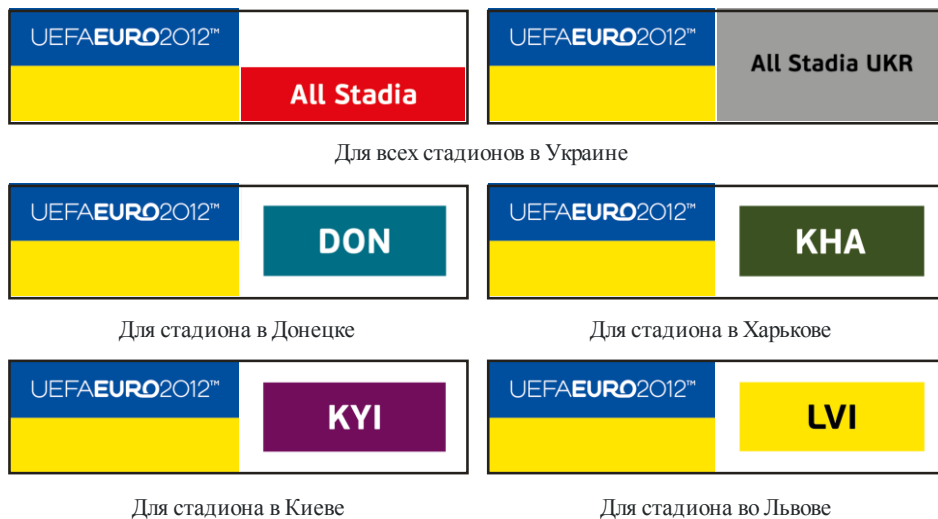 UEFAEURO2012™ UEFAEURO2012™
All Stadia All Stadia UKR
Для всех стадионов в Украине
UEFAEURO2012™ UEFAEURO2012™
DON KHA
Для стадиона в Донецке Для стадиона в Харькове
UEFAEURO2012™ UEFAEURO2012™
KYI LVI
Для стадиона в Киеве Для стадиона во Львове